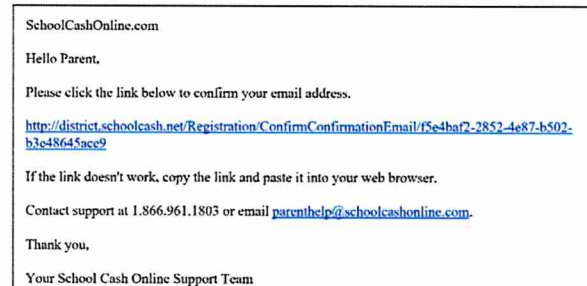 SchoolCashOnline.com
Hello Parent,
Please click the link below to confirm your email address.
http://district.schoolcash.net/Registration/ConfirmConfirmationEmail/f5e4baf2-2852-4e87-b502-
b3e48645ace9
If the link doesn't work, copy the link and paste it into your web browser.
Contact support at 1.866.961.1803 or email parenthelp@schoolcashonline.com.
Thank you,
Your School Cash Online Support Team